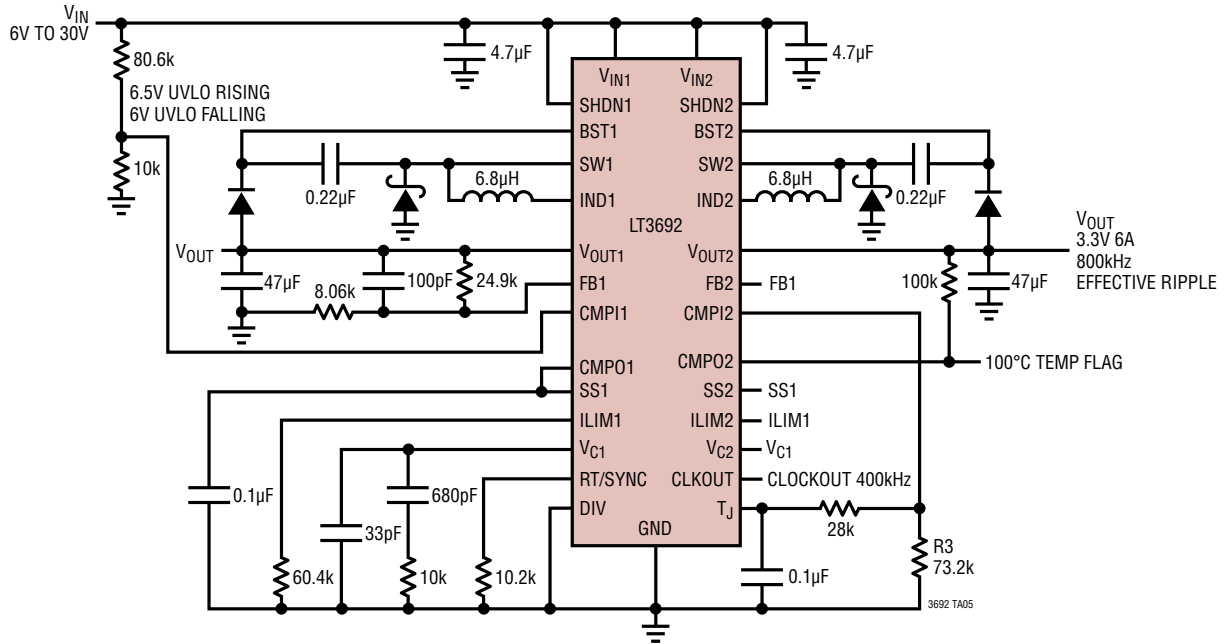 VIN
6V TO 30V
80.6k
6.5V UVLO RISING
6V UVLO FALLING
10k
4.7µF
4.7µF
VIN1
VIN2
SHDN1
SHDN2
BST1
BST2
SW1
SW2
0.22µF
6.8µH
6.8µH
0.22µF
IND1
IND2
LT3692
VOUT
VOUT1
VOUT2
VOUT
3.3V 6A
800kHz
EFFECTIVE RIPPLE
47µF
8.06k
100pF
24.9k
FB1
FB2
FB1
100k
47µF
CMPI1
CMPI2
CMPO1
CMPO2
100°C TEMP FLAG
SS1
SS2
SS1
ILIM1
ILIM2
ILIM1
VC1
VC2
VC1
RT/SYNC
CLKOUT
CLOCKOUT 400kHz
DIV
TJ
GND
0.1µF
33pF
680pF
60.4k
10k
10.2k
28k
0.1µF
R3
73.2k
3692 TA05